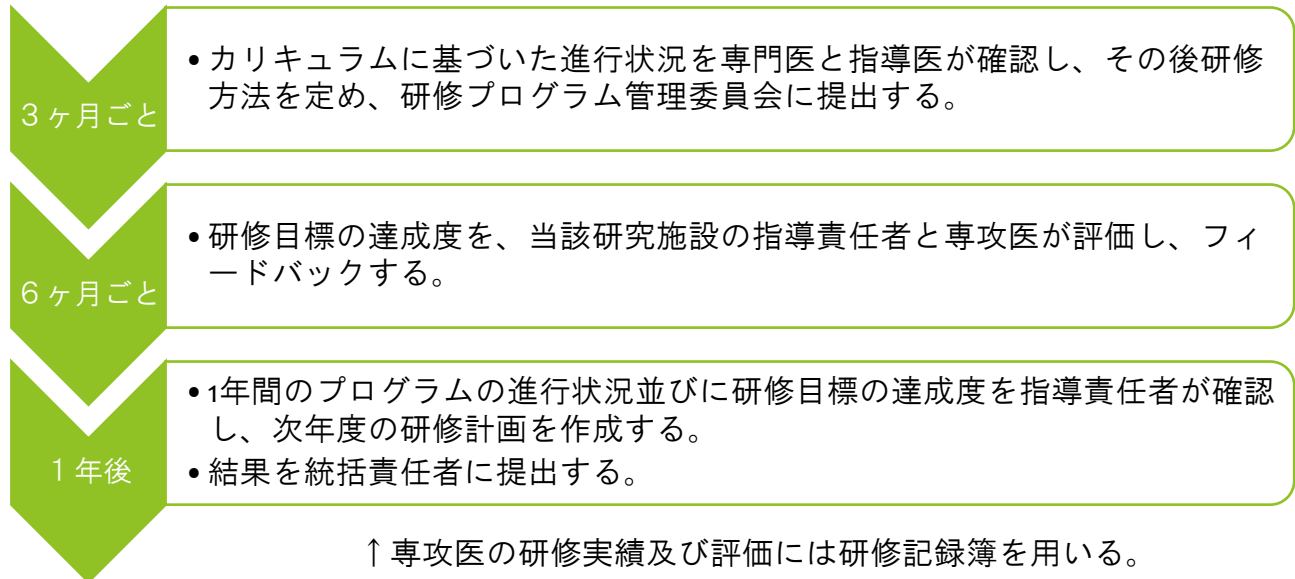 3ヶ月ごと
•カリキュラムに基づいた進行状況を専門医と指導医が確認し、その後研修
方法を定め、研修プログラム管理委員会に提出する。
6ヶ月ごと
•研修目標の達成度を、当該研究施設の指導責任者と専攻医が評価し、フィ
ードバックする。
1年後
•1年間のプログラムの進行状況並びに研修目標の達成度を指導責任者が確認
し、次年度の研修計画を作成する。
•結果を統括責任者に提出する。
↑専攻医の研修実績及び評価には研修記録簿を用いる。